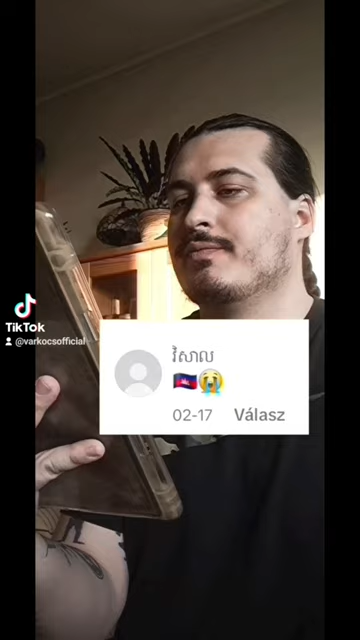 TikTok
@varkocsofficial
វិសាល
🇰🇭😭
02-17 Válasz